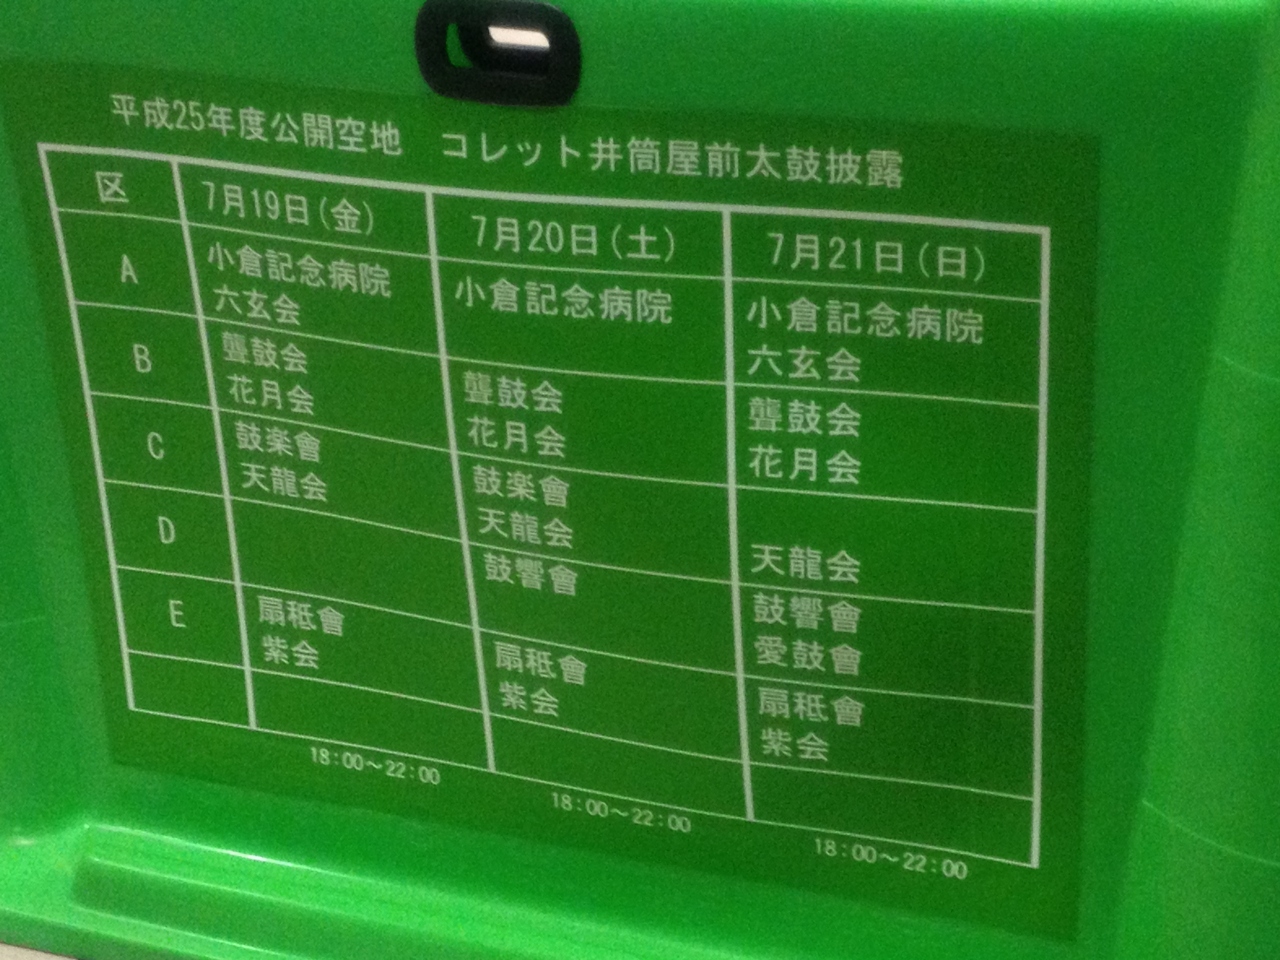 平成25年度公開空地　コレット井筒屋前太鼓披露
区 7月19日(金) 7月20日(土) 7月21日(日)
A 小倉記念病院 小倉記念病院 小倉記念病院
六玄会 六玄会
B 聾鼓会 聾鼓会 聾鼓会
花月会 花月会 花月会
C 鼓楽會 鼓楽會
天龍会 天龍会 天龍会
D 鼓響會 鼓響會
愛鼓會
E 扇祗會 扇祗會 扇祗會
紫会 紫会 紫会
18:00～22:00 18:00～22:00 18:00～22:00